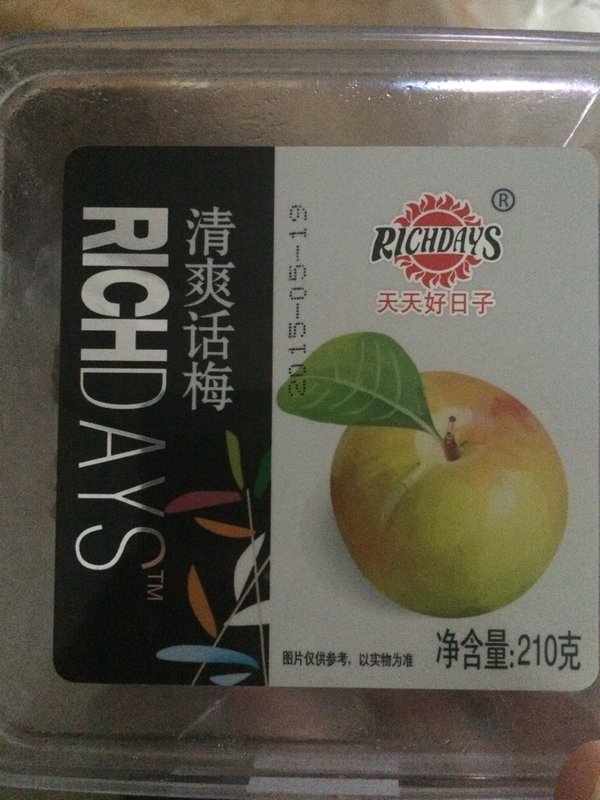 RICHDAYS™
清爽话梅
2015-05-19
®
RICHDAYS
天天好日子
图片仅供参考，以实物为准
净含量:210克